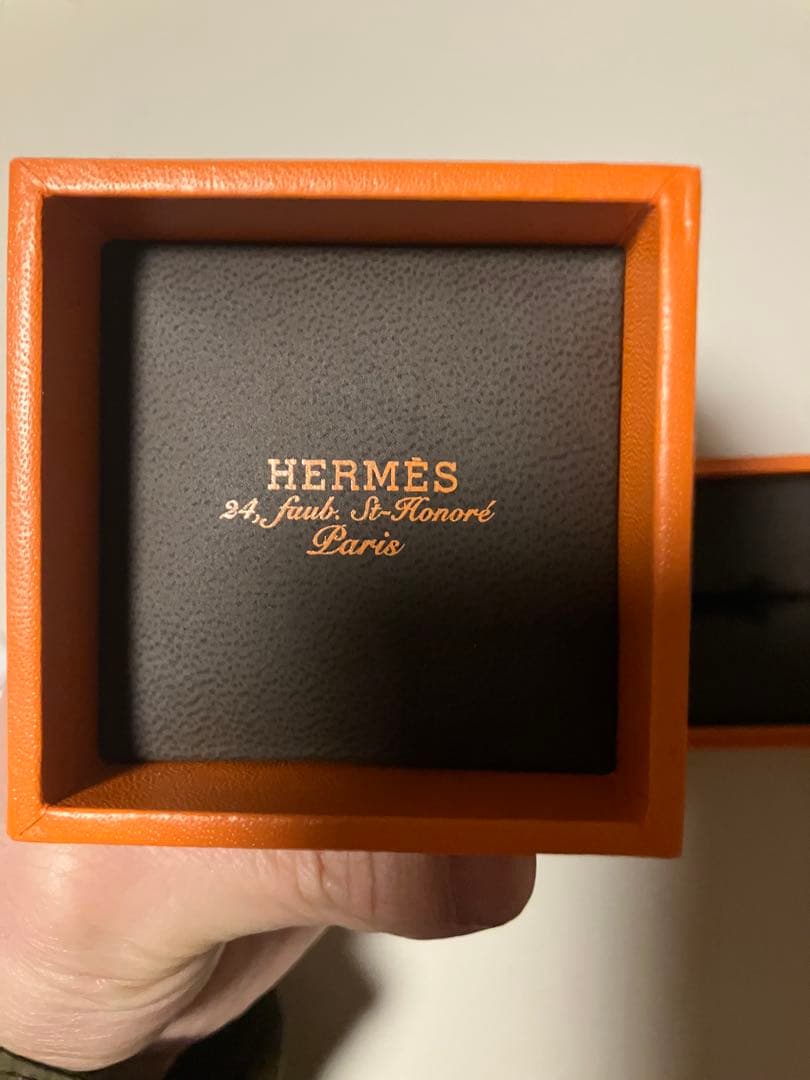 HERMÈS
24, faub. St-Honoré
Paris